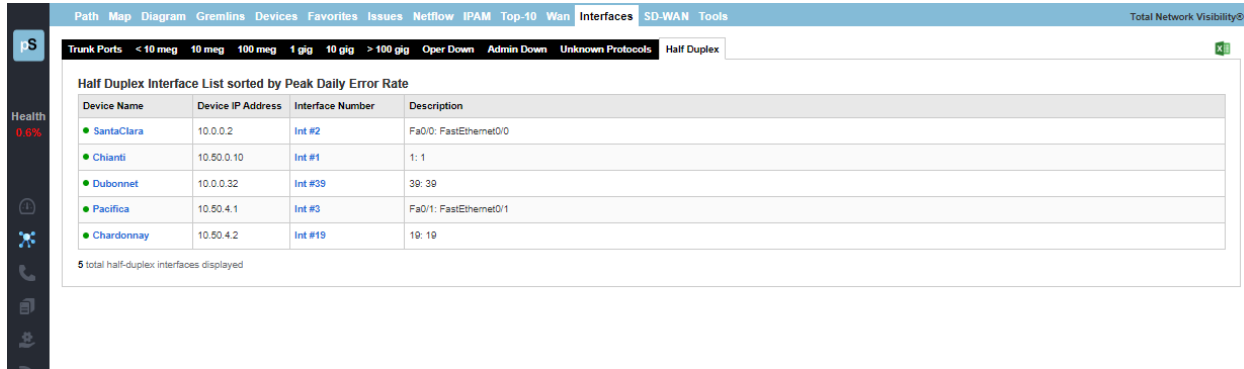 Path Map Diagram Gremlins Devices Favorites Issues Netflow IPAM Top-10 Wan Interfaces SD-WAN Tools Total Network Visibility®
pS
Trunk Ports < 10 meg 10 meg 100 meg 1 gig 10 gig > 100 gig Oper Down Admin Down Unknown Protocols Half Duplex
Half Duplex Interface List sorted by Peak Daily Error Rate
Device Name Device IP Address Interface Number Description
Health
0.6%
SantaClara 10.0.0.2 Int #2 Fa0/0: FastEthernet0/0
Chianti 10.50.0.10 Int #1 1: 1
Dubonnet 10.0.0.32 Int #39 39: 39
Pacifica 10.50.4.1 Int #3 Fa0/1: FastEthernet0/1
Chardonnay 10.50.4.2 Int #19 19: 19
5 total half-duplex interfaces displayed